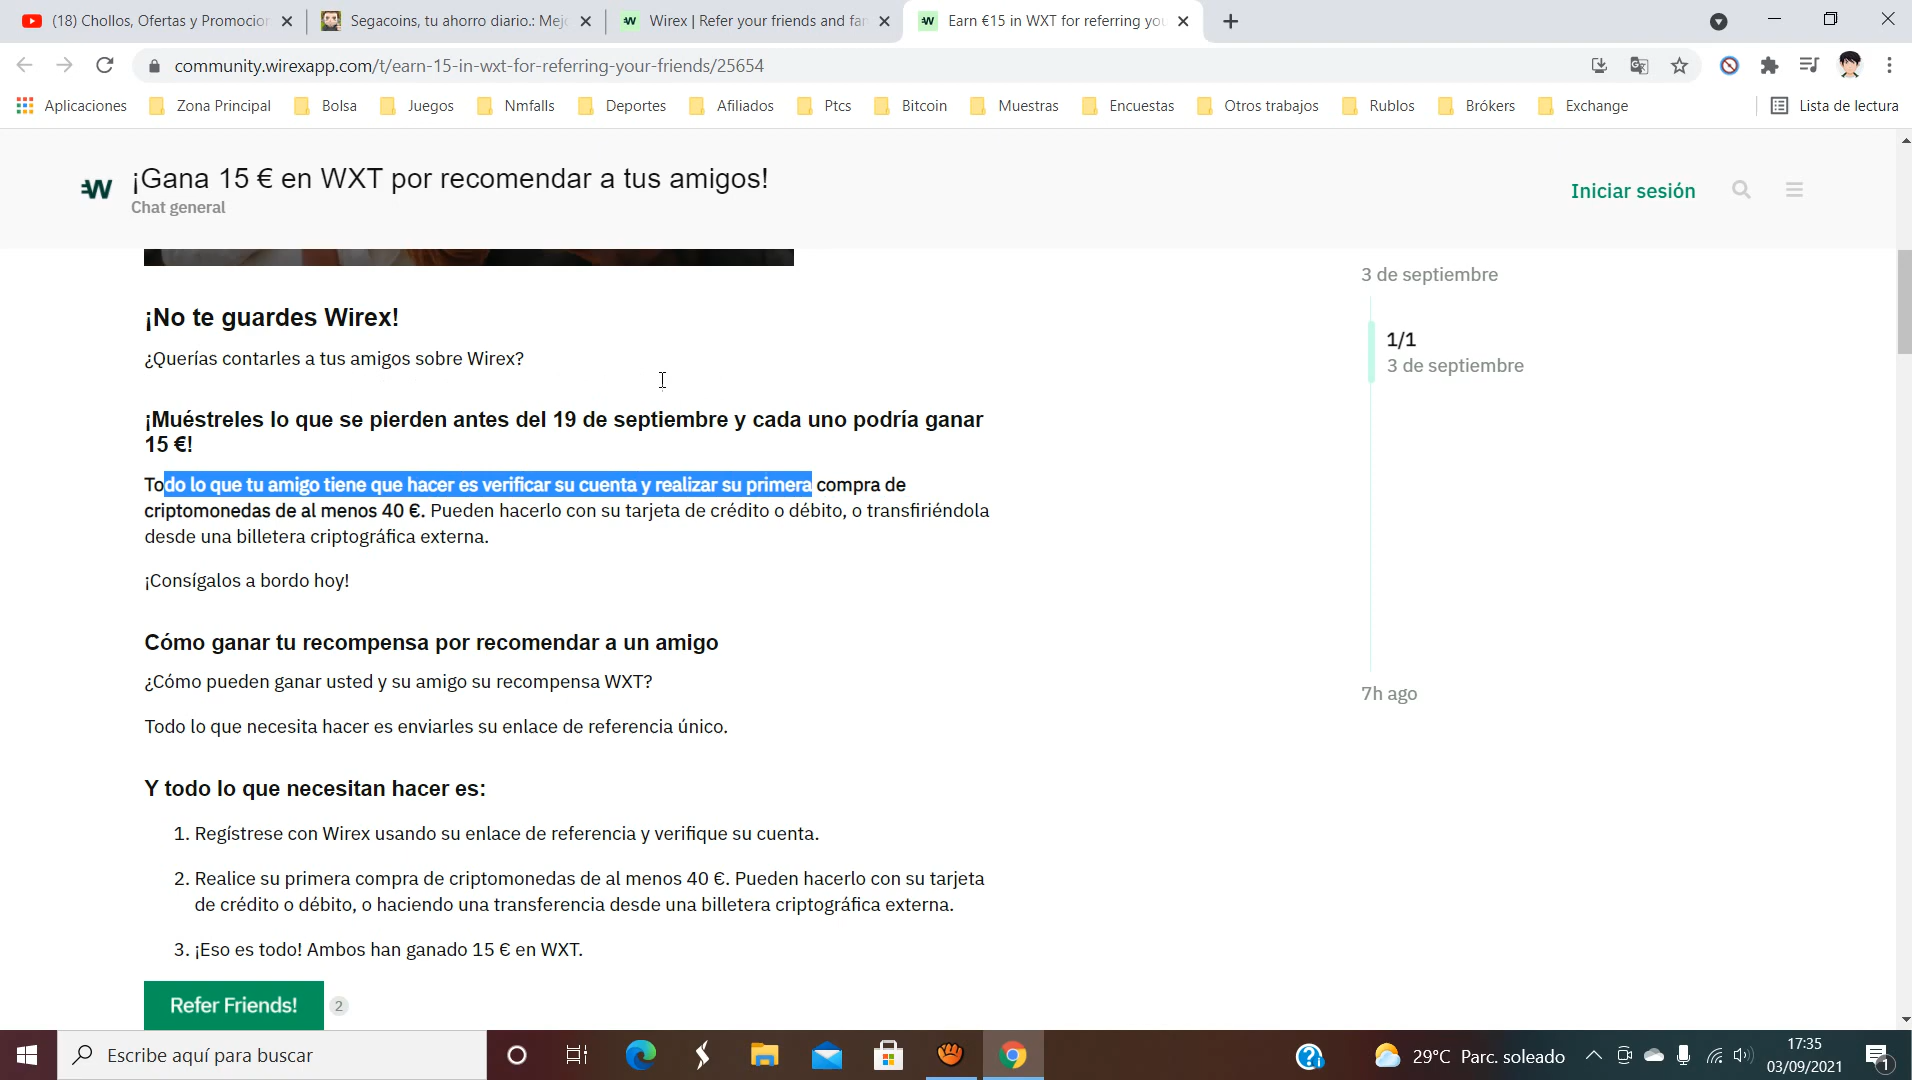 (18) Chollos, Ofertas y Promocion
Segacoins, tu ahorro diario.: Mejo
Wirex | Refer your friends and fam
Earn €15 in WXT for referring you
community.wirexapp.com/t/earn-15-in-wxt-for-referring-your-friends/25654
Aplicaciones Zona Principal Bolsa Juegos Nmfalls Deportes Afiliados Ptcs Bitcoin Muestras Encuestas Otros trabajos Rublos Brókers Exchange Lista de lectura
¡Gana 15 € en WXT por recomendar a tus amigos!
Chat general
Iniciar sesión
¡No te guardes Wirex!
¿Querías contarles a tus amigos sobre Wirex?
¡Muéstreles lo que se pierden antes del 19 de septiembre y cada uno podría ganar
15 €!
Todo lo que tu amigo tiene que hacer es verificar su cuenta y realizar su primera compra de
criptomonedas de al menos 40 €. Pueden hacerlo con su tarjeta de crédito o débito, o transfiriéndola
desde una billetera criptográfica externa.
¡Consígalos a bordo hoy!
Cómo ganar tu recompensa por recomendar a un amigo
¿Cómo pueden ganar usted y su amigo su recompensa WXT?
Todo lo que necesita hacer es enviarles su enlace de referencia único.
Y todo lo que necesitan hacer es:
1. Regístrese con Wirex usando su enlace de referencia y verifique su cuenta.
2. Realice su primera compra de criptomonedas de al menos 40 €. Pueden hacerlo con su tarjeta
de crédito o débito, o haciendo una transferencia desde una billetera criptográfica externa.
3. ¡Eso es todo! Ambos han ganado 15 € en WXT.
Refer Friends! 2
3 de septiembre
1/1
3 de septiembre
7h ago
Escribe aquí para buscar
29°C Parc. soleado
17:35
03/09/2021
1